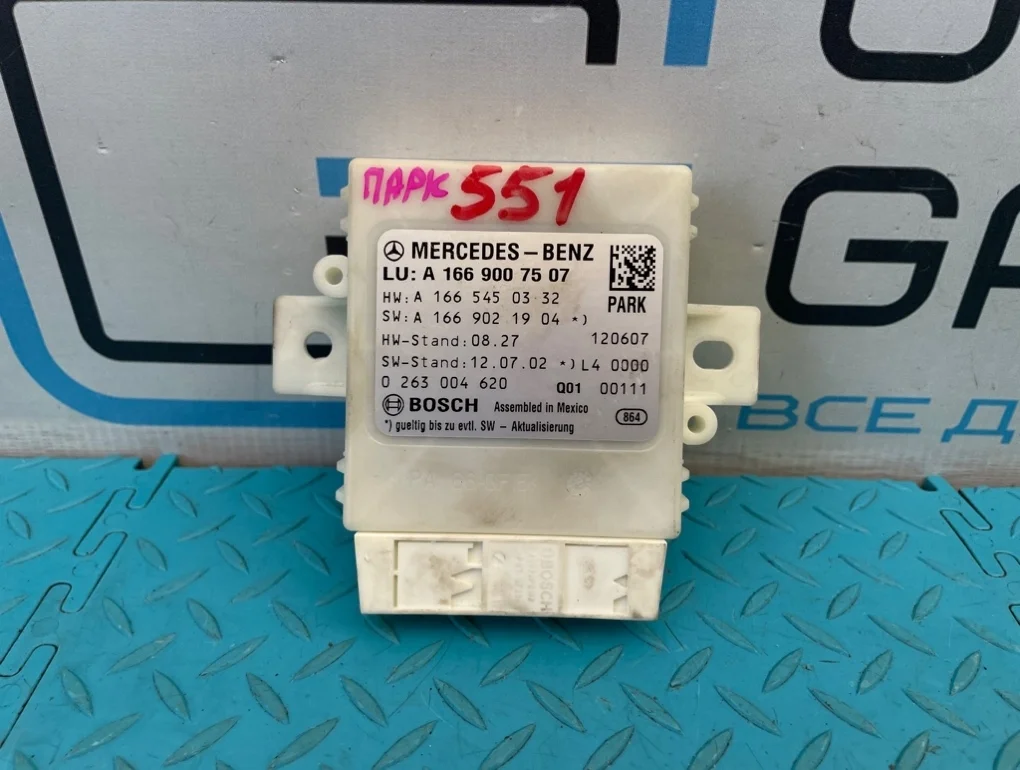 GA
ПАРК 551
MERCEDES-BENZ
LU: A 166 900 75 07
HW: A 166 545 03 32
PARK
SW: A 166 902 19 04 *)
HW-Stand: 08.27 120607
SW-Stand: 12.07.02 *) L4 0000
0 263 004 620 Q01 00111
BOSCH Assembled in Mexico 864
*) gueltig bis zu evtl. SW - Aktualisierung
ВСЕ Д
BOSCH